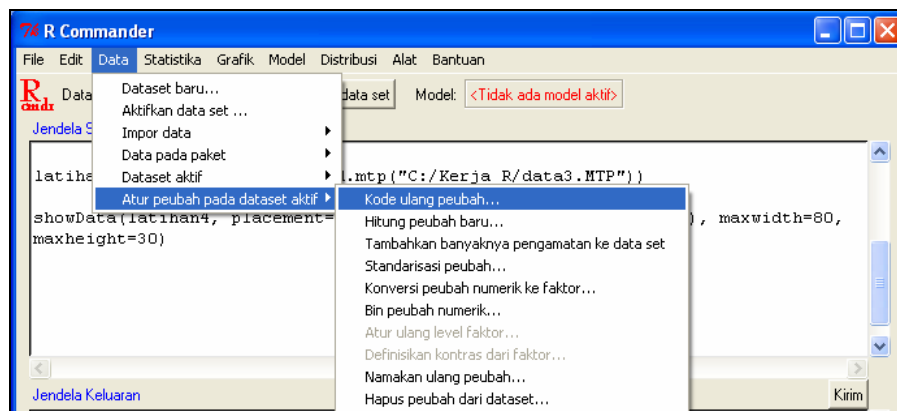 R Commander
File Edit Data Statistika Grafik Model Distribusi Alat Bantuan
R cmdr Data data set Model: <Tidak ada model aktif>
Dataset baru...
Aktifkan data set ...
Impor data
Data pada paket
Dataset aktif
Atur peubah pada dataset aktif
Jendela S
latiha l.mtp("C:/Kerja R/data3.MTP"))
showData(latihan4, placement= ), maxwidth=80,
maxheight=30)
Kode ulang peubah...
Hitung peubah baru...
Tambahkan banyaknya pengamatan ke data set
Standarisasi peubah...
Konversi peubah numerik ke faktor...
Bin peubah numerik...
Atur ulang level faktor...
Definisikan kontras dari faktor...
Namakan ulang peubah...
Hapus peubah dari dataset...
Jendela Keluaran
Kirim